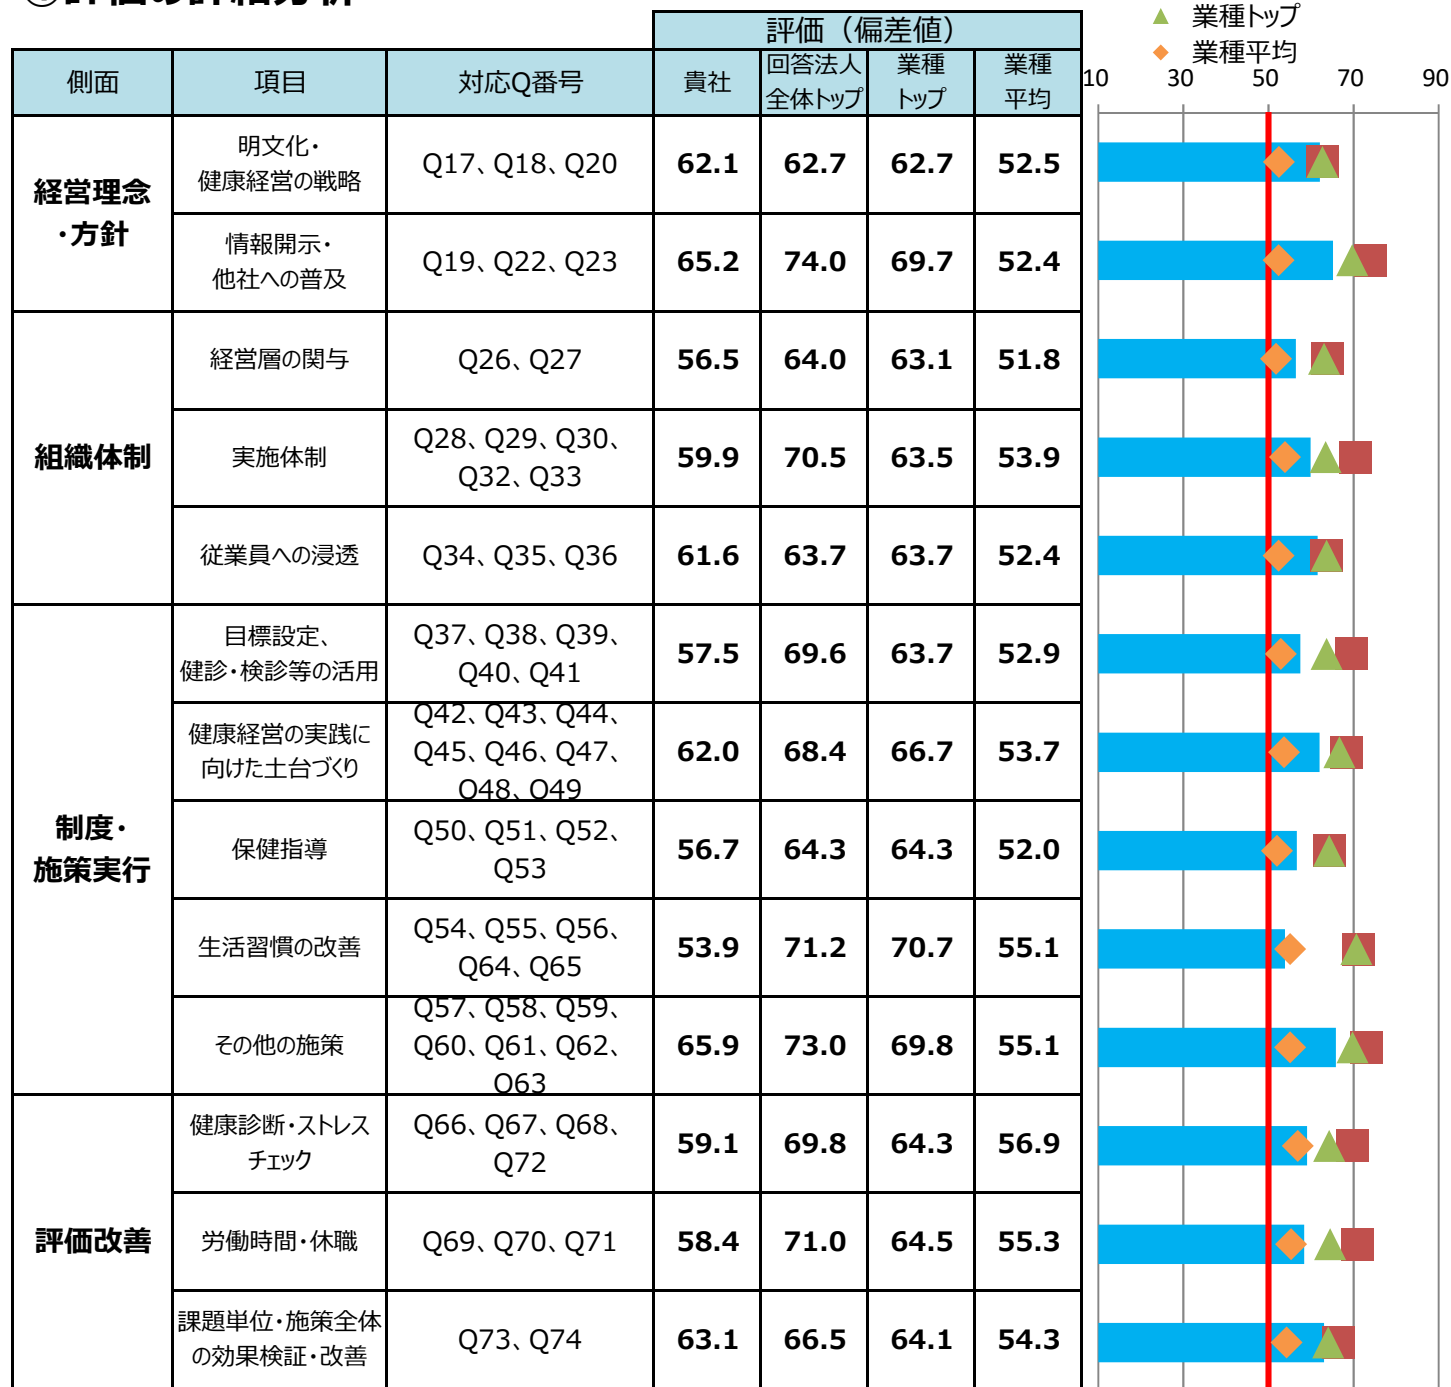 ①評価の詳細分析
▲ 業種トップ
◆ 業種平均
評価（偏差値）
側面 項目 対応Q番号 貴社 回答法人 業種 業種
全体トップ トップ 平均
10 30 50 70 90
経営理念
・方針
明文化・
健康経営の戦略
Q17、Q18、Q20 62.1 62.7 62.7 52.5
情報開示・
他社への普及
Q19、Q22、Q23 65.2 74.0 69.7 52.4
組織体制
経営層の関与 Q26、Q27 56.5 64.0 63.1 51.8
実施体制
Q28、Q29、Q30、
Q32、Q33
59.9 70.5 63.5 53.9
従業員への浸透 Q34、Q35、Q36 61.6 63.7 63.7 52.4
制度・
施策実行
目標設定、
健診・検診等の活用
Q37、Q38、Q39、
Q40、Q41
57.5 69.6 63.7 52.9
健康経営の実践に
向けた土台づくり
Q42、Q43、Q44、
Q45、Q46、Q47、
Q48、Q49
62.0 68.4 66.7 53.7
保健指導
Q50、Q51、Q52、
Q53
56.7 64.3 64.3 52.0
生活習慣の改善
Q54、Q55、Q56、
Q64、Q65
53.9 71.2 70.7 55.1
その他の施策
Q57、Q58、Q59、
Q60、Q61、Q62、
Q63
65.9 73.0 69.8 55.1
評価改善
健康診断・ストレス
チェック
Q66、Q67、Q68、
Q72
59.1 69.8 64.3 56.9
労働時間・休職 Q69、Q70、Q71 58.4 71.0 64.5 55.3
課題単位・施策全体
の効果検証・改善
Q73、Q74 63.1 66.5 64.1 54.3